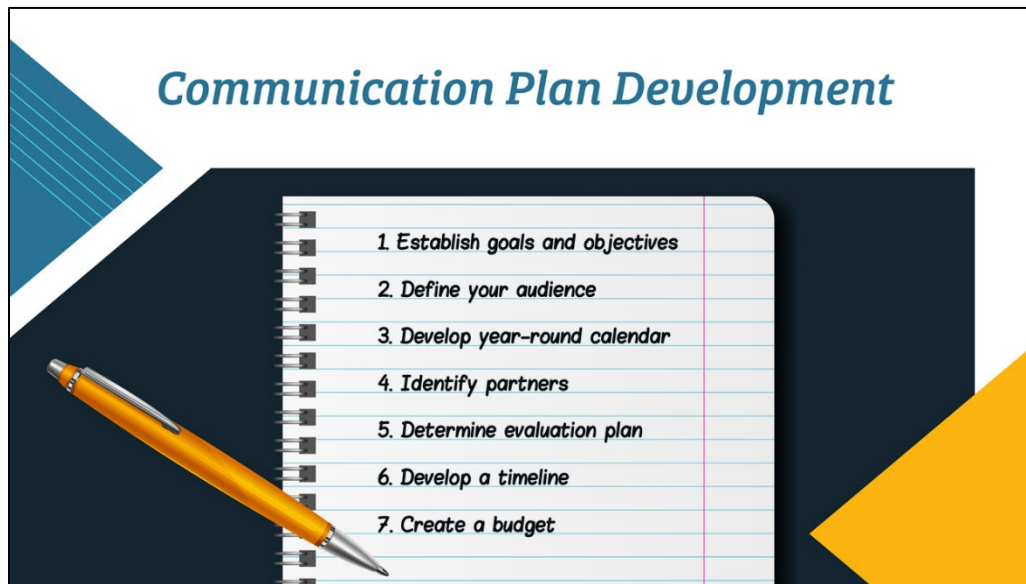 Communication Plan Development
1. Establish goals and objectives
2. Define your audience
3. Develop year-round calendar
4. Identify partners
5. Determine evaluation plan
6. Develop a timeline
7. Create a budget